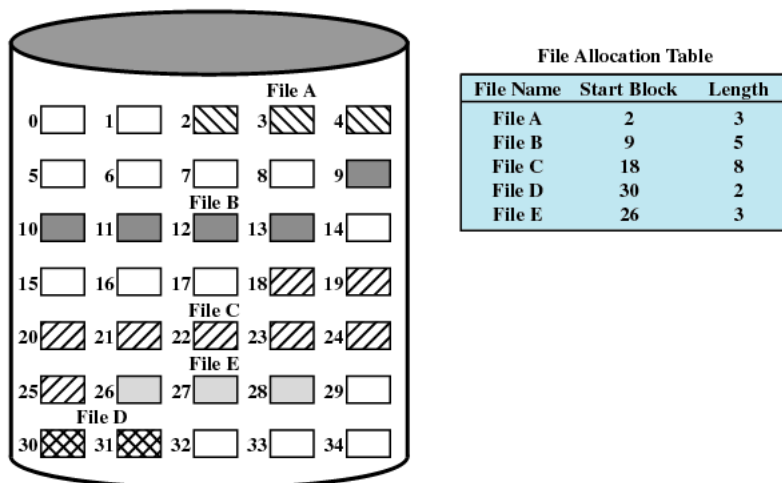 File Allocation Table
File Name Start Block Length
File A 2 3
File B 9 5
File C 18 8
File D 30 2
File E 26 3
File A
0 1 2 3 4
5 6 7 8 9
File B
10 11 12 13 14
15 16 17 18 19
File C
20 21 22 23 24
File E
25 26 27 28 29
File D
30 31 32 33 34